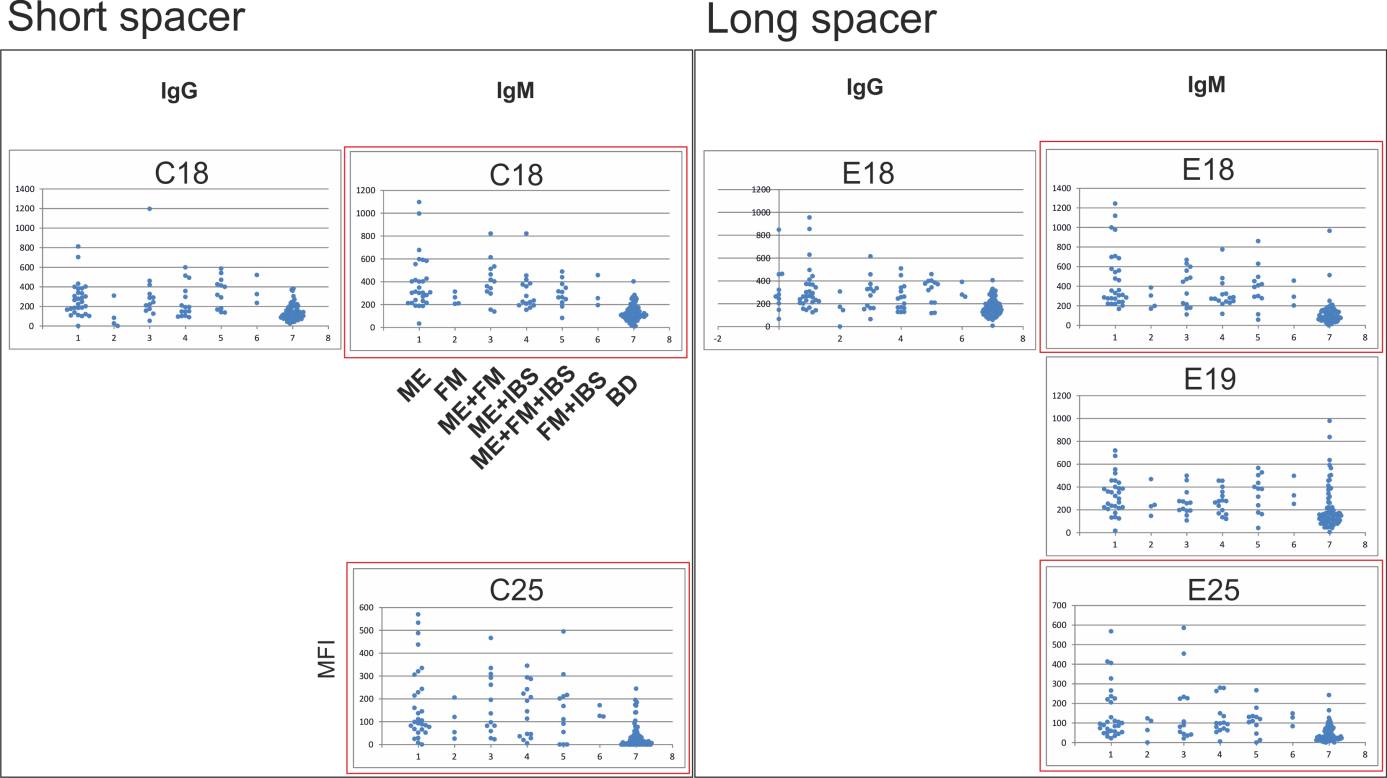 Short spacer
Long spacer
IgG
IgM
IgG
IgM
C18
1400
1200
1000
800
600
400
200
0
1 2 3 4 5 6 7 8
C18
1200
1000
800
600
400
200
0
1 2 3 4 5 6 7 8
ME
FM
ME+FM
ME+IBS
ME+FM+IBS
FM+IBS
BD
E18
1200
1000
800
600
400
200
0
-2 2 4 6 8
E18
1400
1200
1000
800
600
400
200
0
1 2 3 4 5 6 7 8
E19
1200
1000
800
600
400
200
0
1 2 3 4 5 6 7 8
C25
MFI
600
500
400
300
200
100
0
1 2 3 4 5 6 7 8
E25
700
600
500
400
300
200
100
0
1 2 3 4 5 6 7 8